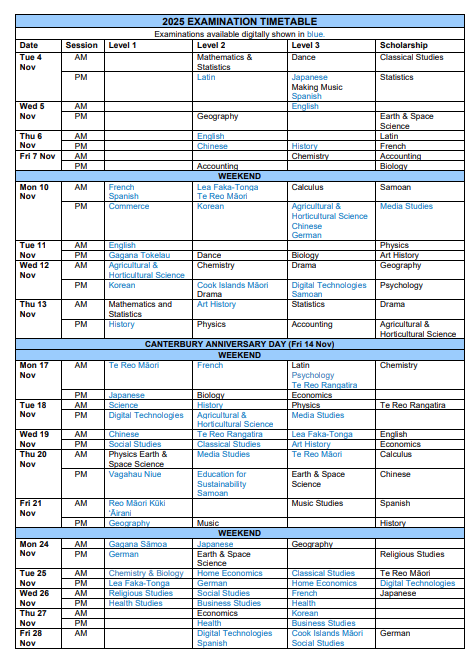 2025 EXAMINATION TIMETABLE
Examinations available digitally shown in blue.
Date Session Level 1 Level 2 Level 3 Scholarship
Tue 4 Nov AM Mathematics & Statistics Dance Classical Studies
PM Latin Japanese Making Music Spanish Statistics
Wed 5 Nov AM English
PM Geography Earth & Space Science
Thu 6 Nov AM English Latin
PM Chinese History French
Fri 7 Nov AM Chemistry Accounting
PM Accounting Biology
WEEKEND
Mon 10 Nov AM French Spanish Lea Faka-Tonga Te Reo Māori Calculus Samoan
PM Commerce Korean Agricultural & Horticultural Science Chinese German Media Studies
Tue 11 Nov AM English Physics
PM Gagana Tokelau Dance Biology Art History
Wed 12 Nov AM Agricultural & Horticultural Science Chemistry Drama Geography
PM Korean Cook Islands Māori Drama Digital Technologies Samoan Psychology
Thu 13 Nov AM Mathematics and Statistics Art History Statistics Drama
PM History Physics Accounting Agricultural & Horticultural Science
CANTERBURY ANNIVERSARY DAY (Fri 14 Nov)
WEEKEND
Mon 17 Nov AM Te Reo Māori French Latin Psychology Te Reo Rangatira Chemistry
PM Japanese Biology Economics
Tue 18 Nov AM Science History Physics Te Reo Rangatira
PM Digital Technologies Agricultural & Horticultural Science Media Studies
Wed 19 Nov AM Chinese Te Reo Rangatira Lea Faka-Tonga English
PM Social Studies Classical Studies Art History Economics
Thu 20 Nov AM Physics Earth & Space Science Media Studies Te Reo Māori Calculus
PM Vagahau Niue Education for Sustainability Samoan Earth & Space Science Chinese
Fri 21 Nov AM Reo Māori Kūki 'Āirani Music Studies Spanish
PM Geography Music History
WEEKEND
Mon 24 Nov AM Gagana Sāmoa Japanese Geography
PM German Earth & Space Science Religious Studies
Tue 25 Nov AM Chemistry & Biology Home Economics Classical Studies Te Reo Māori
PM Lea Faka-Tonga German Home Economics Digital Technologies
Wed 26 Nov AM Religious Studies Social Studies French Japanese
PM Health Studies Business Studies Health
Thu 27 Nov AM Economics Korean
PM Health Business Studies
Fri 28 Nov AM Digital Technologies Cook Islands Māori German
PM Spanish Social Studies